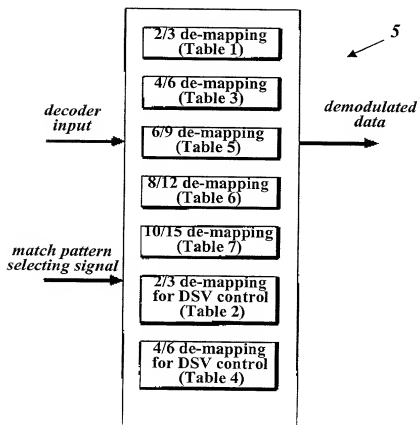 2/3 de-mapping
(Table 1)
5
4/6 de-mapping
(Table 3)
decoder
input
demodulated
data
6/9 de-mapping
(Table 5)
8/12 de-mapping
(Table 6)
10/15 de-mapping
(Table 7)
match pattern
selecting signal
2/3 de-mapping
for DSV control
(Table 2)
4/6 de-mapping
for DSV control
(Table 4)